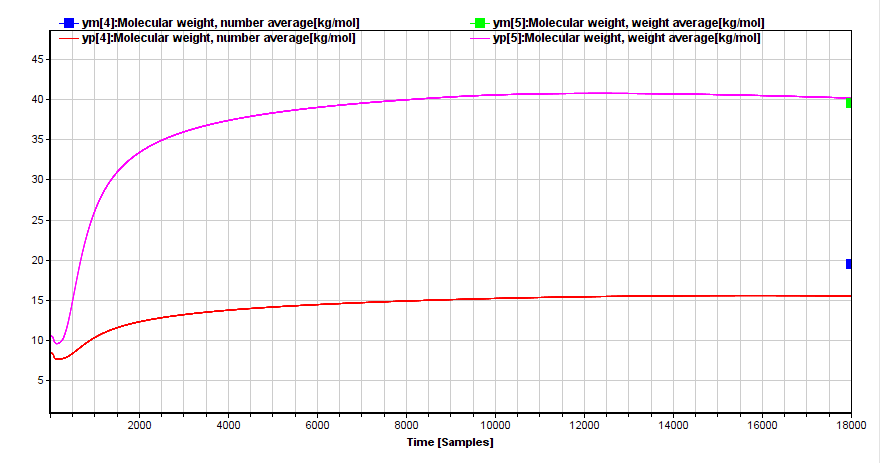 ym[4]:Molecular weight, number average[kg/mol] ym[5]:Molecular weight, weight average[kg/mol]
yp[4]:Molecular weight, number average[kg/mol] yp[5]:Molecular weight, weight average[kg/mol]
45
40
35
30
25
20
15
10
5
2000 4000 6000 8000 10000 12000 14000 16000 18000
Time [Samples]